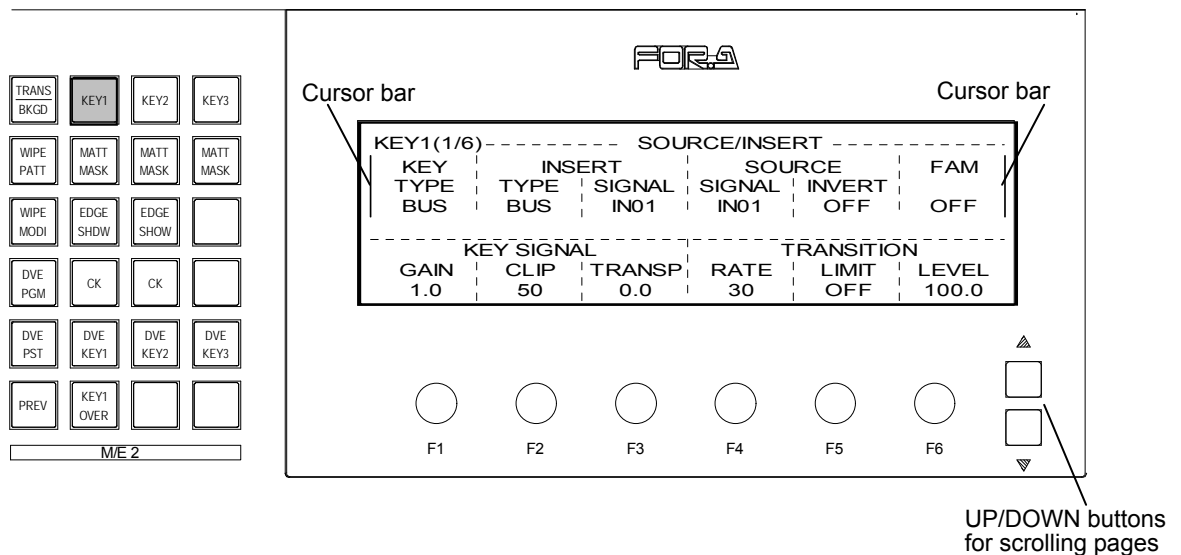 TRANS
BKGD
KEY1
KEY2
KEY3
WIPE
PATT
MATT
MASK
MATT
MASK
MATT
MASK
WIPE
MODI
EDGE
SHDW
EDGE
SHOW
DVE
PGM
CK
CK
DVE
PST
DVE
KEY1
DVE
KEY2
DVE
KEY3
PREV
KEY1
OVER
M/E 2
FOR.A
Cursor bar
Cursor bar
KEY1(1/6) SOURCE/INSERT
KEY INSERT SOURCE FAM
TYPE TYPE SIGNAL SIGNAL INVERT
BUS BUS IN01 IN01 OFF OFF
KEY SIGNAL TRANSITION
GAIN CLIP TRANSP RATE LIMIT LEVEL
1.0 50 0.0 30 OFF 100.0
F1 F2 F3 F4 F5 F6
UP/DOWN buttons
for scrolling pages